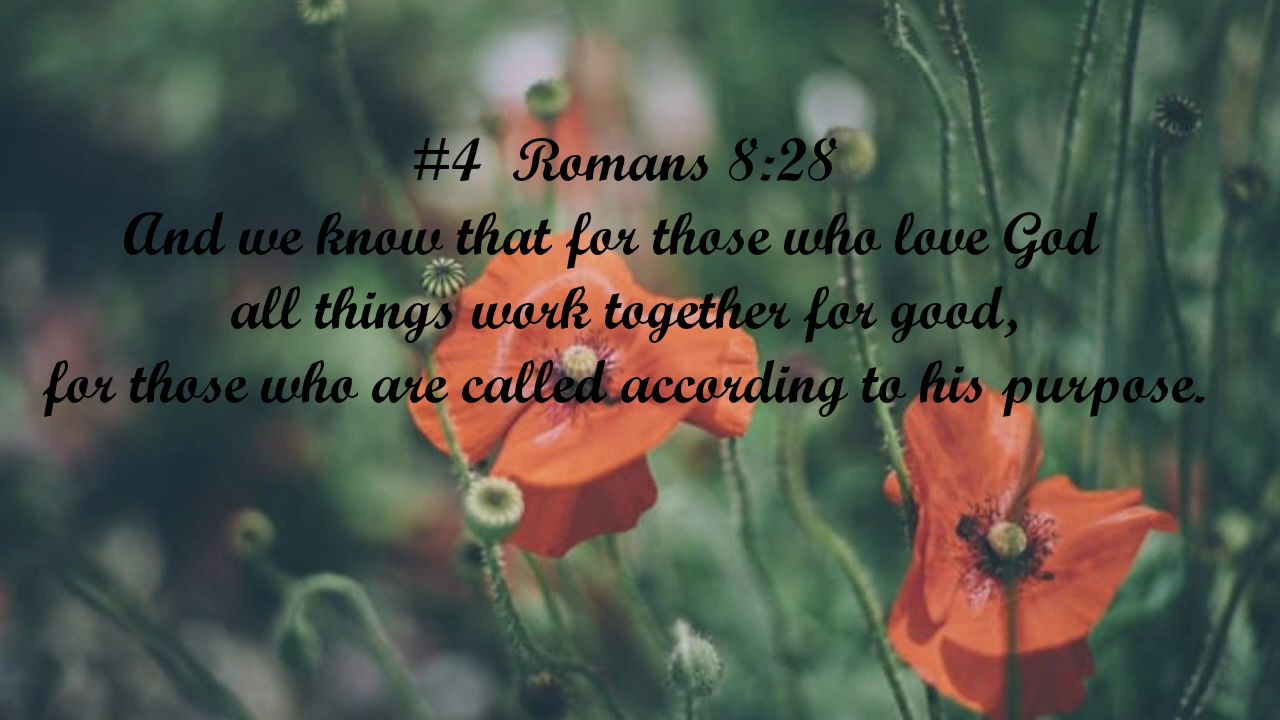 #4 Romans 8:28
And we know that for those who love God
all things work together for good,
for those who are called according to his purpose.